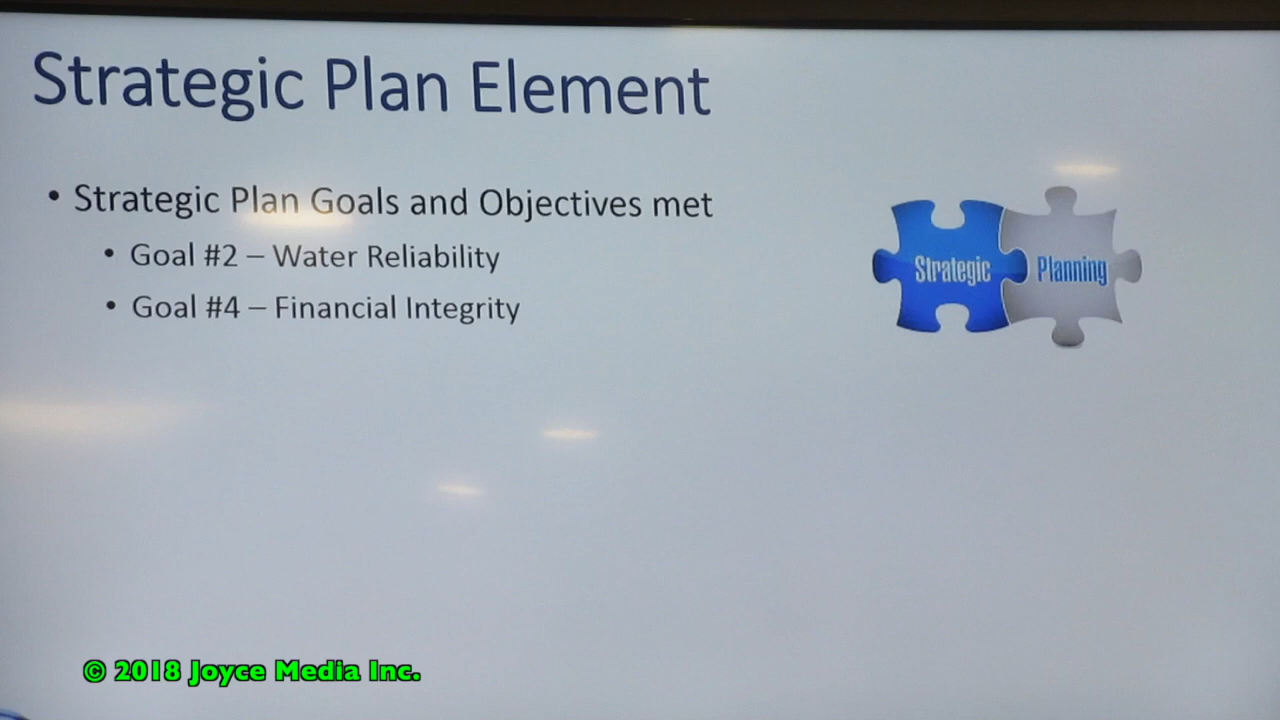 Strategic Plan Element
• Strategic Plan Goals and Objectives met
• Goal #2 – Water Reliability
• Goal #4 – Financial Integrity
Strategic Planning
© 2018 Joyce Media Inc.